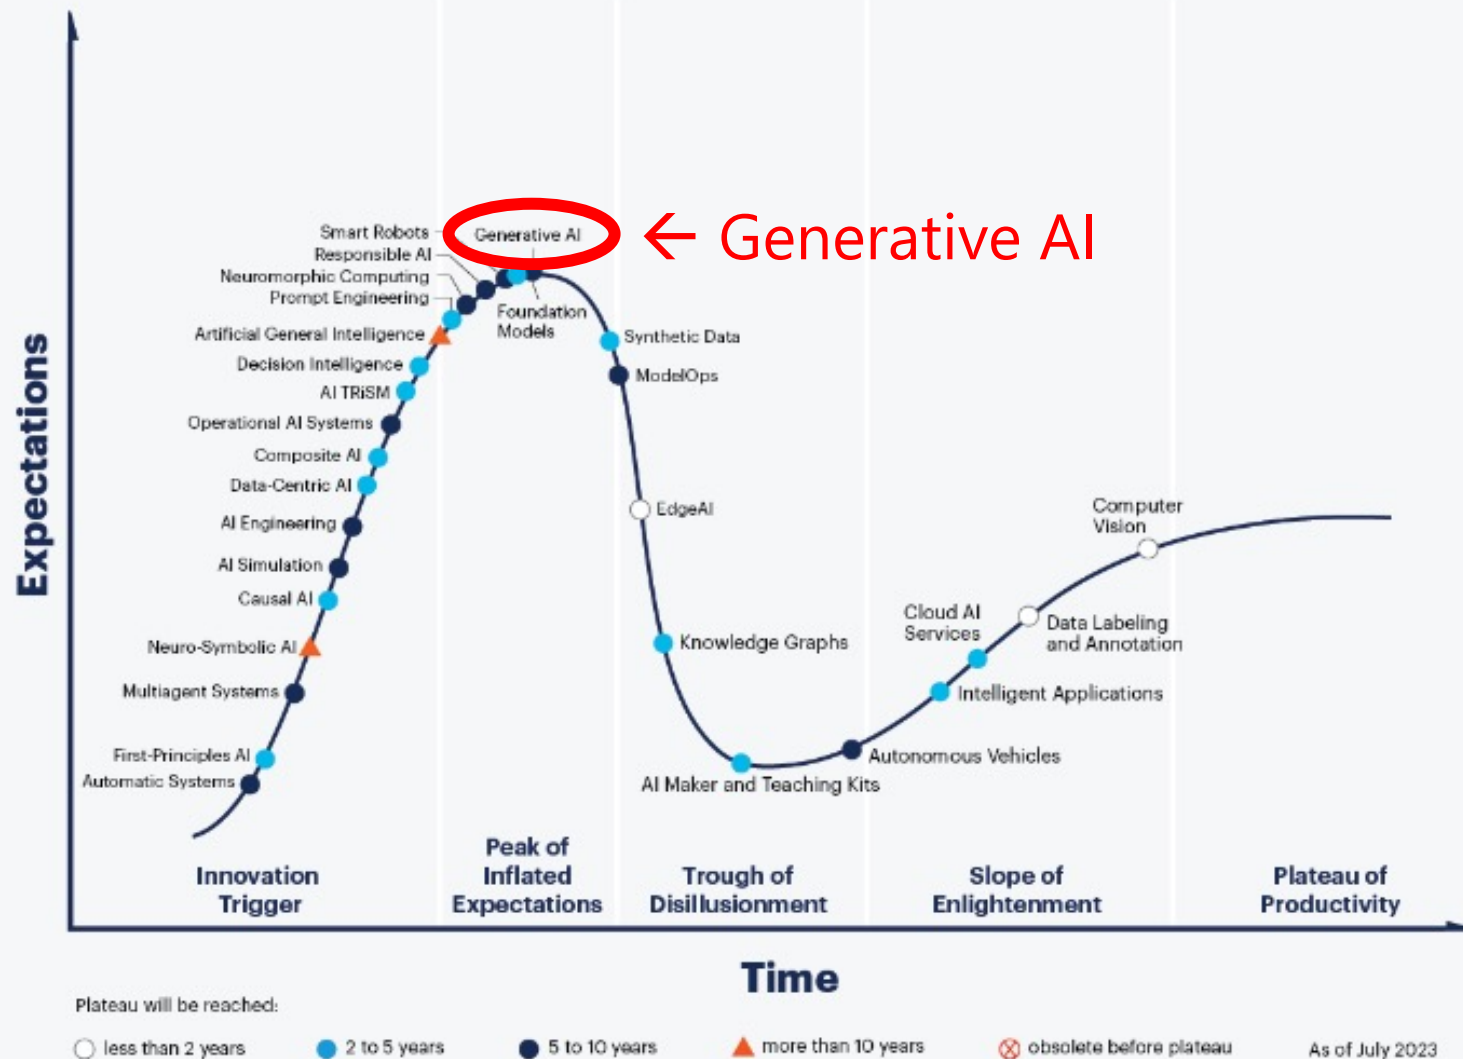 Expectations
Smart Robots
Responsible AI
Neuromorphic Computing
Prompt Engineering
Artificial General Intelligence
Decision Intelligence
AI TRiSM
Operational AI Systems
Composite AI
Data-Centric AI
AI Engineering
AI Simulation
Causal AI
Neuro-Symbolic AI
Multiagent Systems
First-Principles AI
Automatic Systems
Generative AI
← Generative AI
Foundation
Models
Synthetic Data
ModelOps
EdgeAI
Knowledge Graphs
AI Maker and Teaching Kits
Autonomous Vehicles
Intelligent Applications
Cloud AI
Services
Data Labeling
and Annotation
Computer
Vision
Innovation
Trigger
Peak of
Inflated
Expectations
Trough of
Disillusionment
Slope of
Enlightenment
Plateau of
Productivity
Time
Plateau will be reached:
less than 2 years
2 to 5 years
5 to 10 years
more than 10 years
obsolete before plateau
As of July 2023